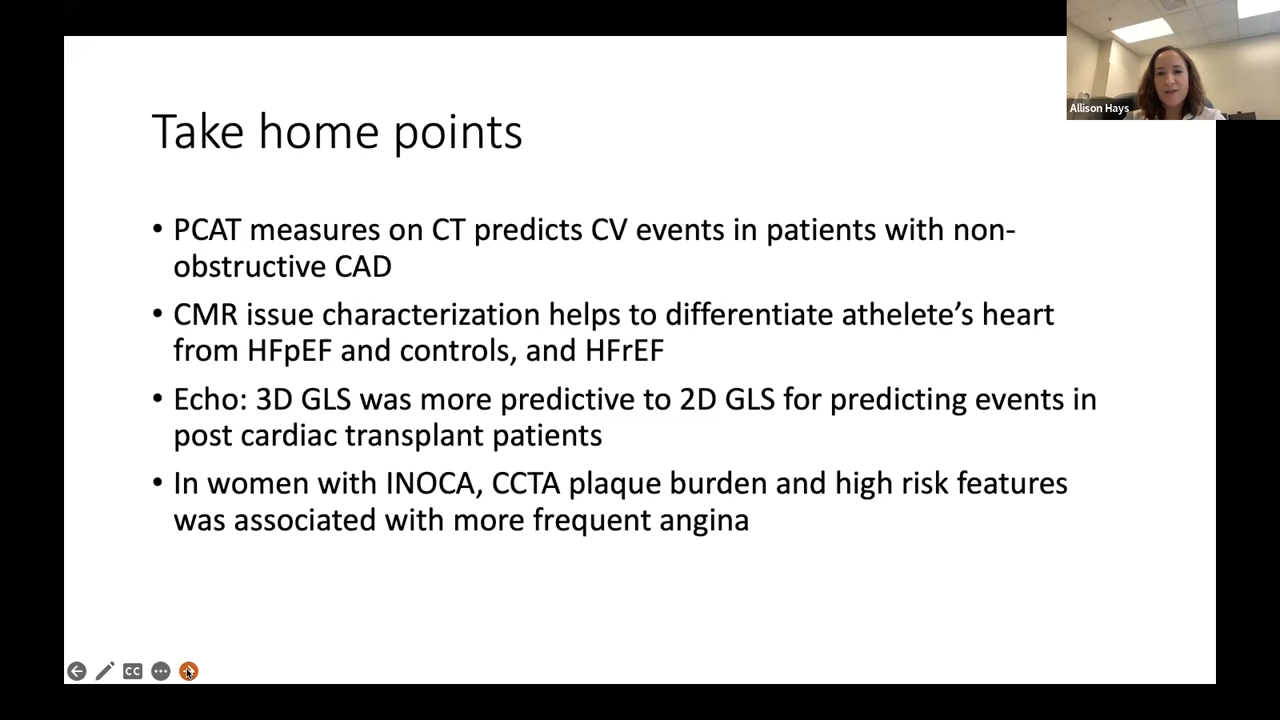 Allison Hays
Take home points
• PCAT measures on CT predicts CV events in patients with non-
obstructive CAD
• CMR issue characterization helps to differentiate athelete's heart
from HFpEF and controls, and HFrEF
• Echo: 3D GLS was more predictive to 2D GLS for predicting events in
post cardiac transplant patients
• In women with INOCA, CCTA plaque burden and high risk features
was associated with more frequent angina
CC